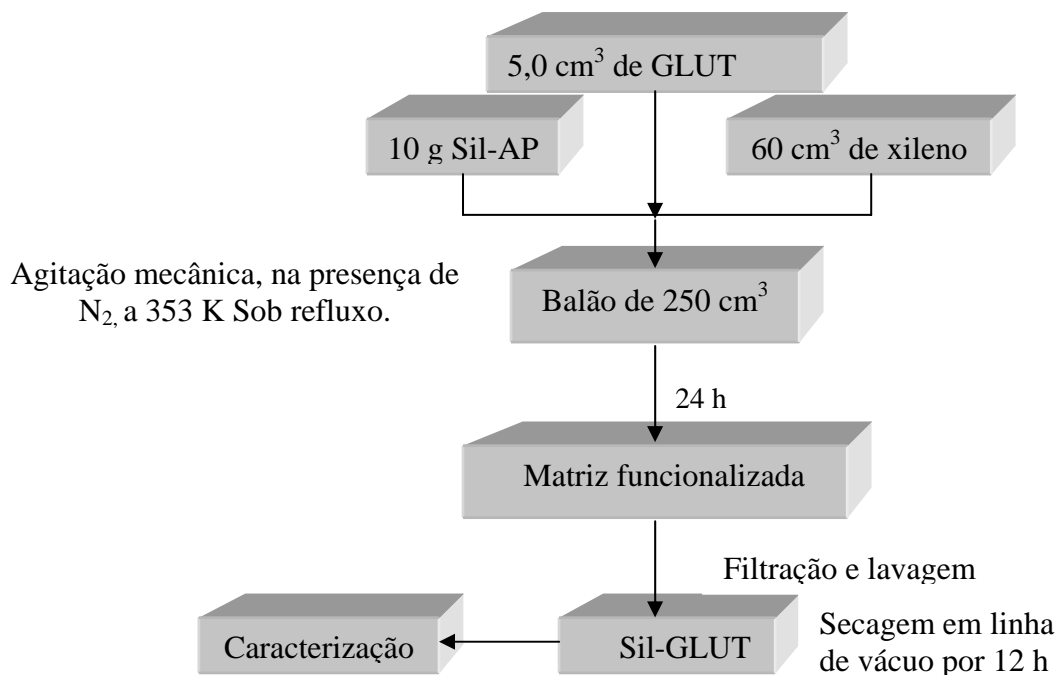 5,0 cm³ de GLUT
10 g Sil-AP
60 cm³ de xileno
Agitação mecânica, na presença de
N₂, a 353 K Sob refluxo.
Balão de 250 cm³
24 h
Matriz funcionalizada
Filtração e lavagem
Caracterização
Sil-GLUT
Secagem em linha
de vácuo por 12 h